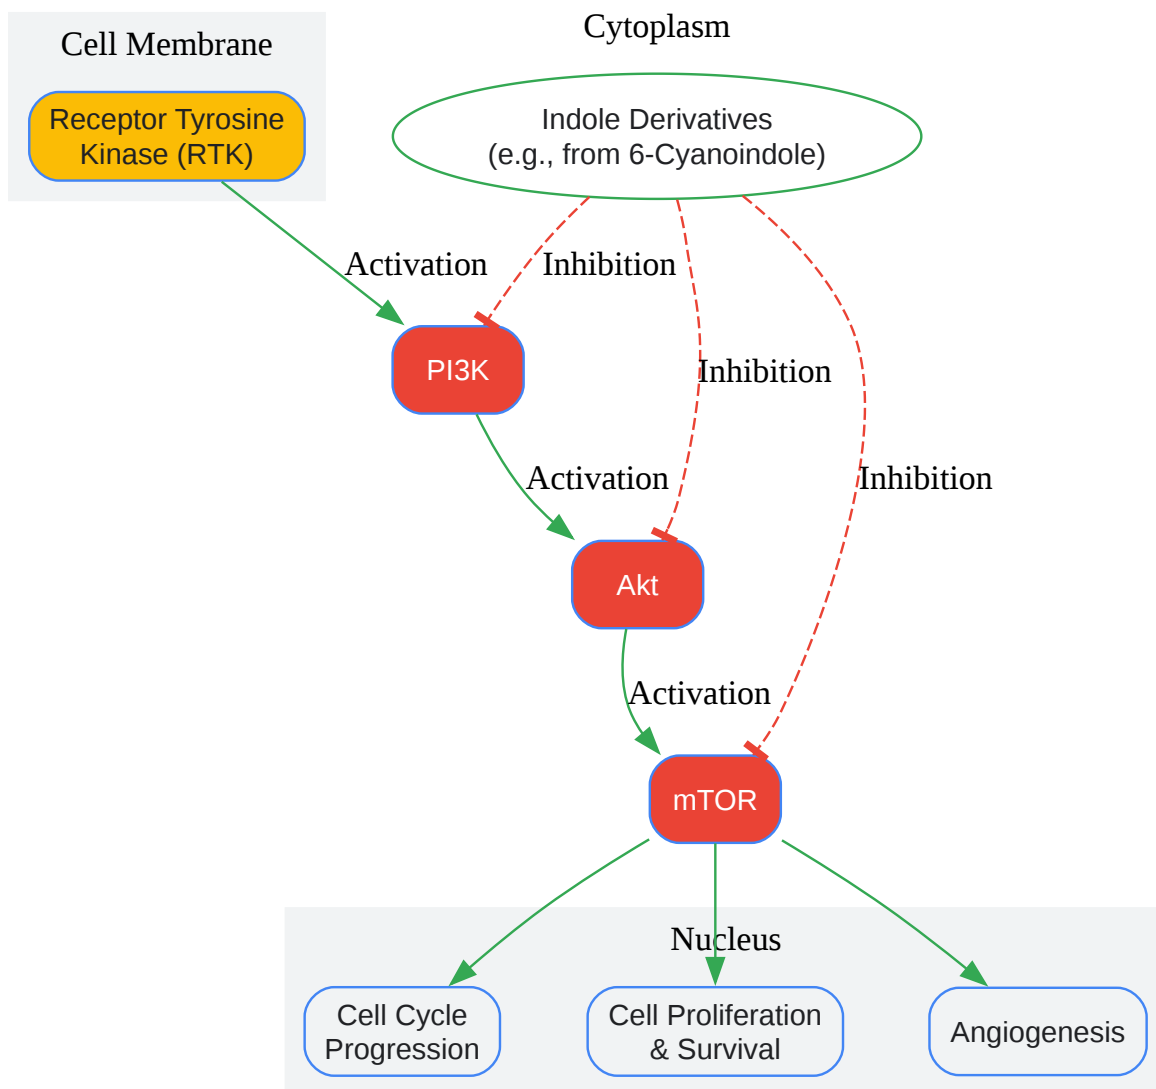 Cytoplasm
Cell Membrane
Receptor Tyrosine
Kinase (RTK)
Indole Derivatives
(e.g., from 6-Cyanoindole)
Activation
Inhibition
PI3K
Inhibition
Activation
Inhibition
Akt
Activation
mTOR
Nucleus
Cell Cycle
Progression
Cell Proliferation
& Survival
Angiogenesis